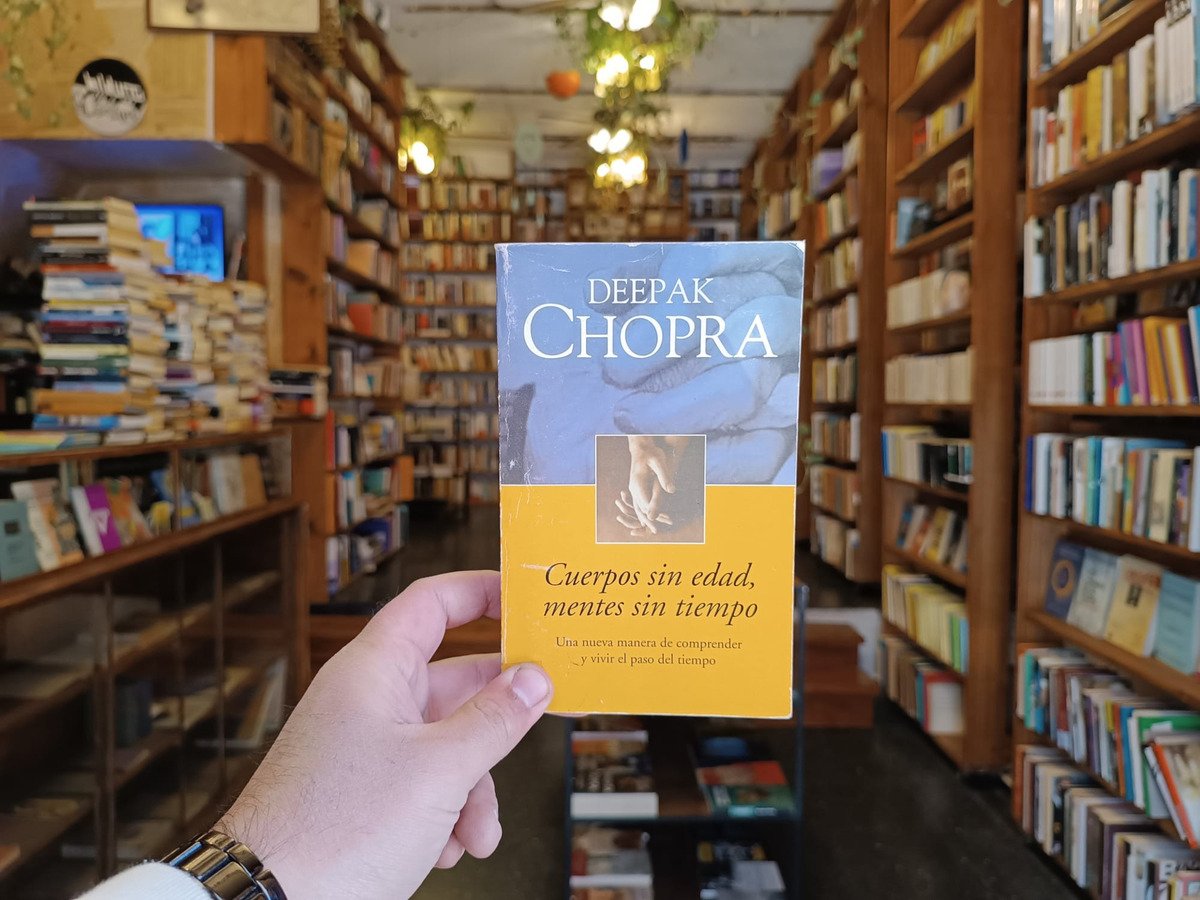 DEEPAK
CHOPRA
Cuerpos sin edad,
mentes sin tiempo
Una nueva manera de comprender
y vivir el paso del tiempo